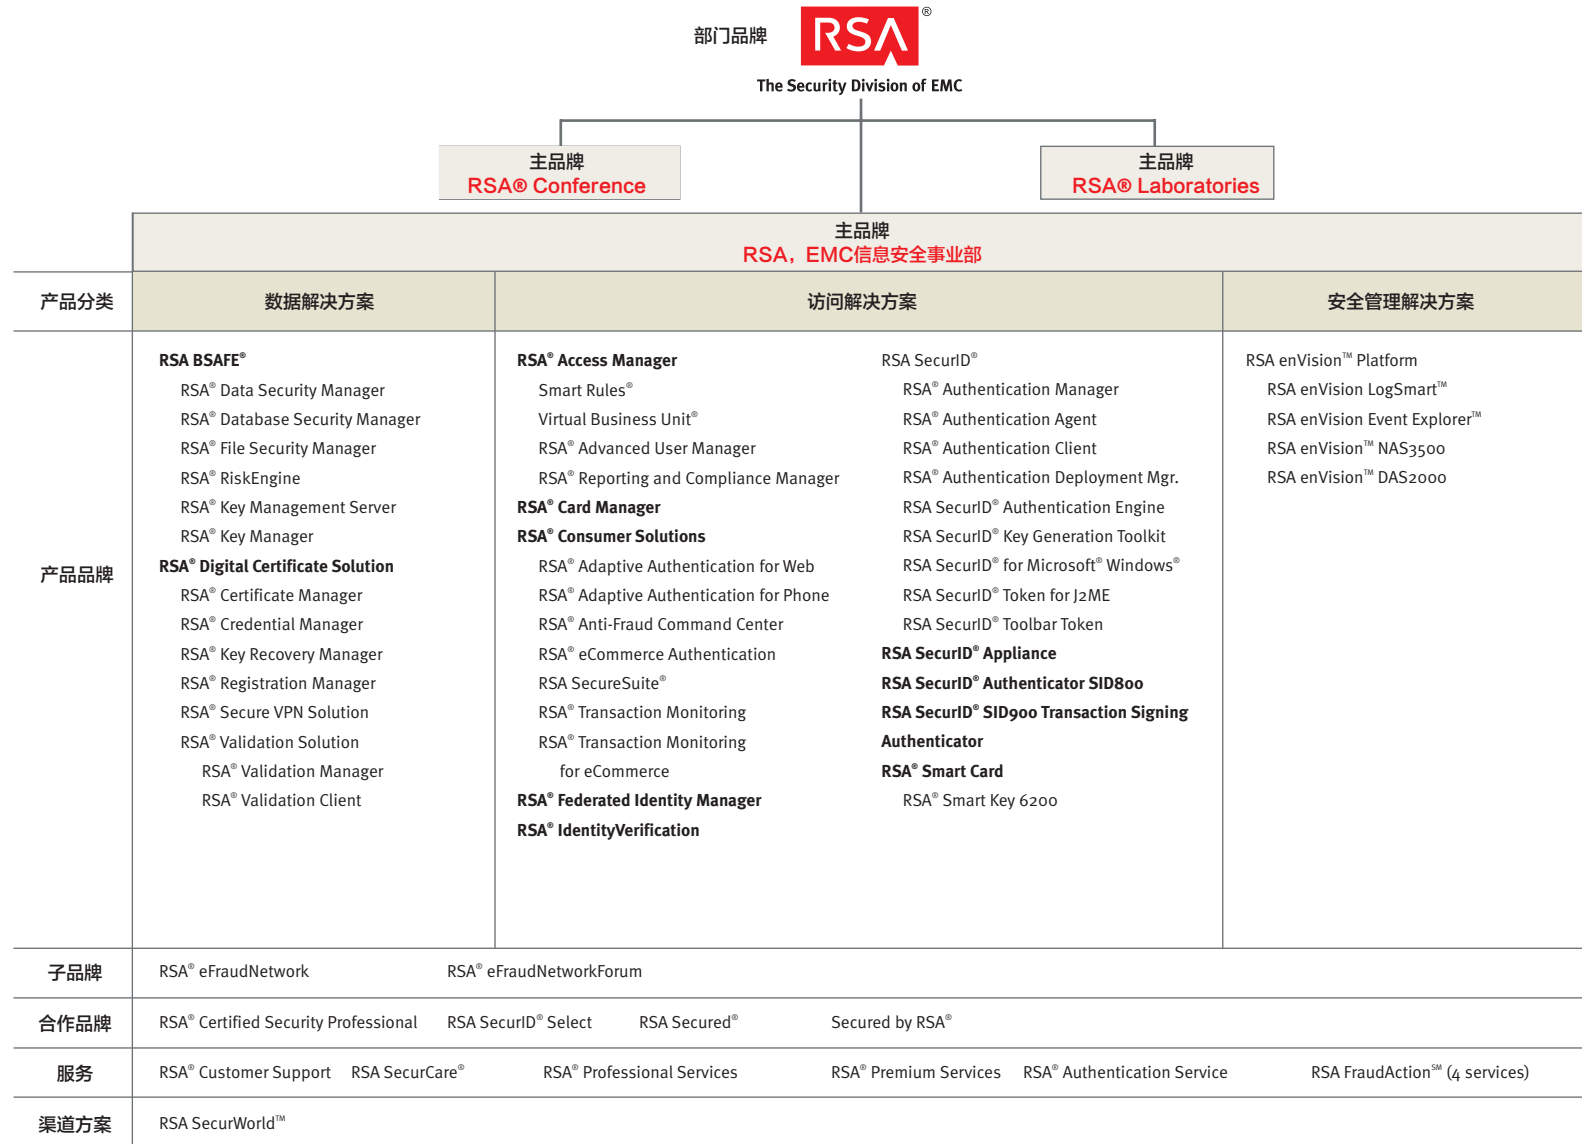 部门品牌
RSA®
The Security Division of EMC
主品牌
RSA® Conference
主品牌
RSA® Laboratories
主品牌
RSA，EMC信息安全事业部
产品分类
数据解决方案
访问解决方案
安全管理解决方案
产品品牌
RSA BSAFE®
RSA® Data Security Manager
RSA® Database Security Manager
RSA® File Security Manager
RSA® RiskEngine
RSA® Key Management Server
RSA® Key Manager
RSA® Digital Certificate Solution
RSA® Certificate Manager
RSA® Credential Manager
RSA® Key Recovery Manager
RSA® Registration Manager
RSA® Secure VPN Solution
RSA® Validation Solution
RSA® Validation Manager
RSA® Validation Client
RSA® Access Manager
Smart Rules®
Virtual Business Unit®
RSA® Advanced User Manager
RSA® Reporting and Compliance Manager
RSA® Card Manager
RSA® Consumer Solutions
RSA® Adaptive Authentication for Web
RSA® Adaptive Authentication for Phone
RSA® Anti-Fraud Command Center
RSA® eCommerce Authentication
RSA SecureSuite®
RSA® Transaction Monitoring
RSA® Transaction Monitoring
for eCommerce
RSA® Federated Identity Manager
RSA® IdentityVerification
RSA SecurID®
RSA® Authentication Manager
RSA® Authentication Agent
RSA® Authentication Client
RSA® Authentication Deployment Mgr.
RSA SecurID® Authentication Engine
RSA SecurID® Key Generation Toolkit
RSA SecurID® for Microsoft® Windows®
RSA SecurID® Token for J2ME
RSA SecurID® Toolbar Token
RSA SecurID® Appliance
RSA SecurID® Authenticator SID800
RSA SecurID® SID900 Transaction Signing
Authenticator
RSA® Smart Card
RSA® Smart Key 6200
RSA enVision™ Platform
RSA enVision LogSmart™
RSA enVision Event Explorer™
RSA enVision™ NAS3500
RSA enVision™ DAS2000
子品牌
RSA® eFraudNetwork
RSA® eFraudNetworkForum
合作品牌
RSA® Certified Security Professional
RSA SecurID® Select
RSA Secured®
Secured by RSA®
服务
RSA® Customer Support
RSA SecurCare®
RSA® Professional Services
RSA® Premium Services
RSA® Authentication Service
RSA FraudAction℠ (4 services)
渠道方案
RSA SecurWorld™